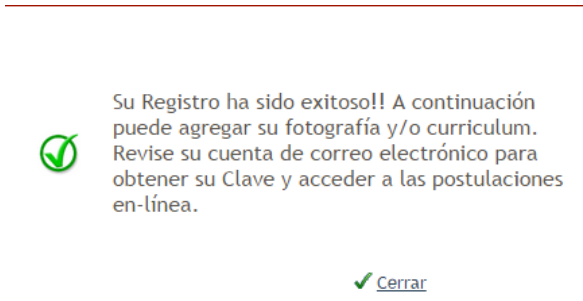 Su Registro ha sido exitoso!! A continuación
puede agregar su fotografía y/o curriculum.
Revise su cuenta de correo electrónico para
obtener su Clave y acceder a las postulaciones
en-línea.
Cerrar